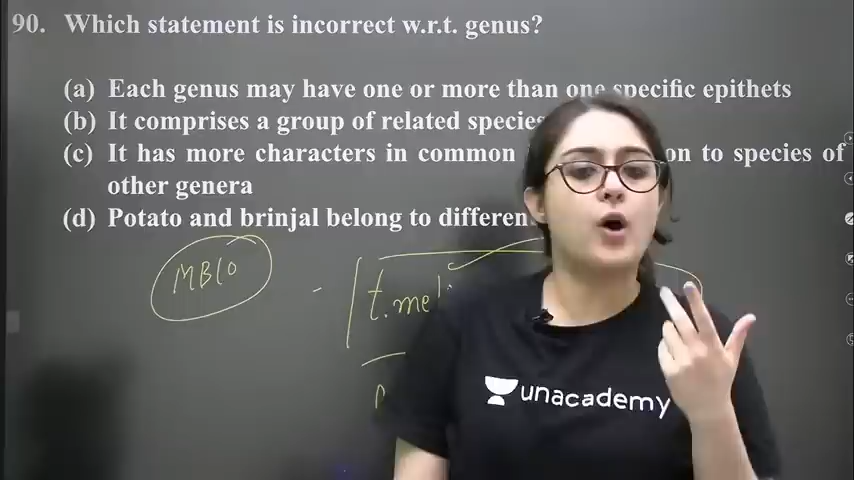 90. Which statement is incorrect w.r.t. genus?
(a) Each genus may have one or more than one specific epithets
(b) It comprises a group of related species
(c) It has more characters in common on to species of
other genera
(d) Potato and brinjal belong to differen
MB10
t.me
unacademy